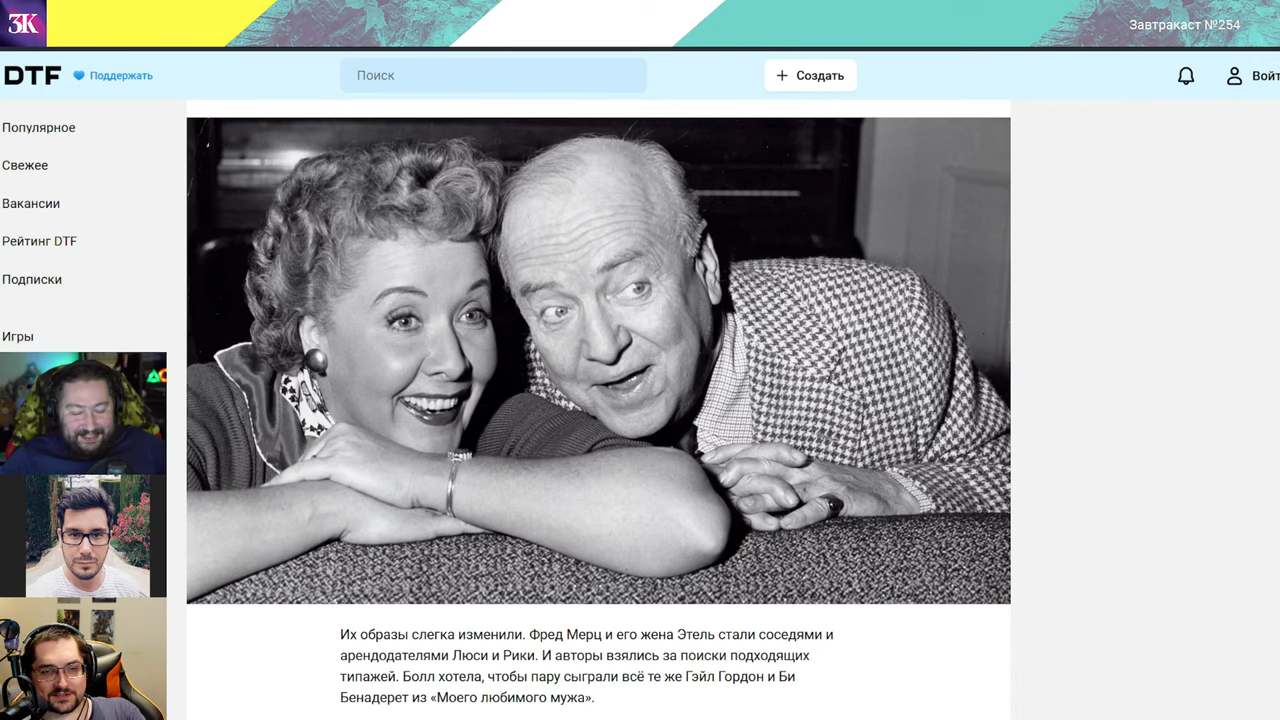 ЗК
Завтракаст №254
DTF
Поддержать
Поиск
+ Создать
Войт
Популярное
Свежее
Вакансии
Рейтинг DTF
Подписки
Игры
Их образы слегка изменили. Фред Мерц и его жена Этель стали соседями и
арендодателями Люси и Рики. И авторы взялись за поиски подходящих
типажей. Болл хотела, чтобы пару сыграли всё те же Гэйл Гордон и Би
Бенадерет из «Моего любимого мужа».